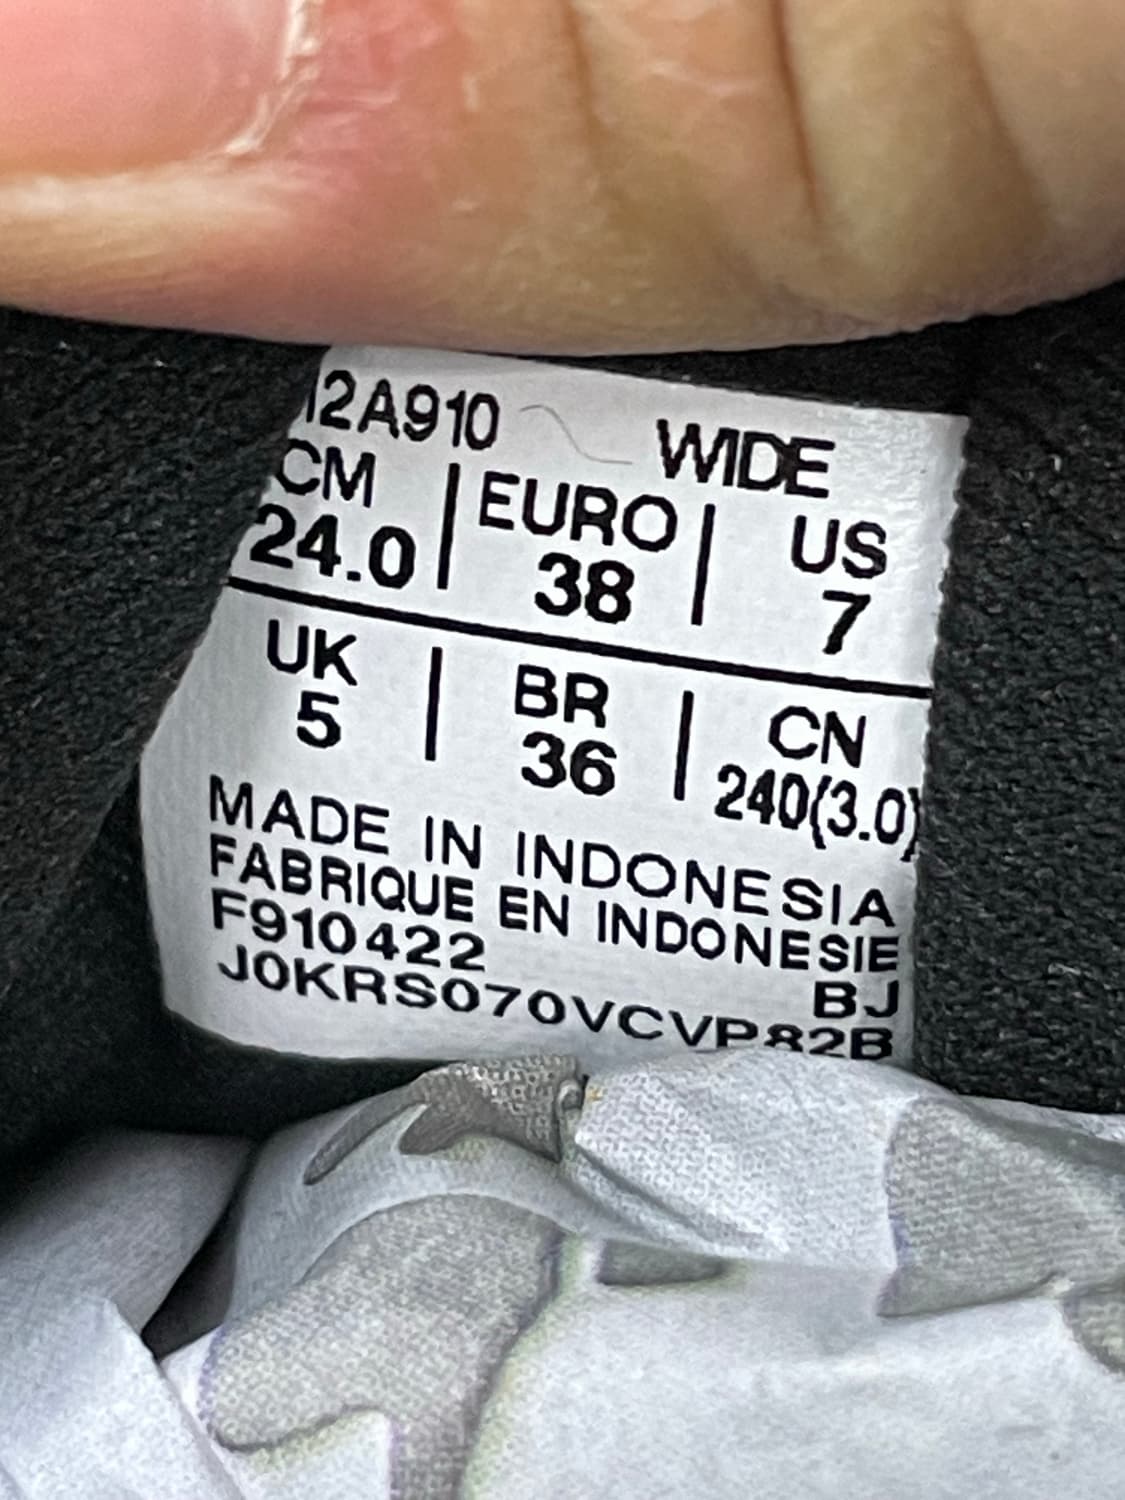 12A910 WIDE
CM EURO US
24.0 38 7
UK BR CN
5 36 240(3.0)
MADE IN INDONESIA
FABRIQUE EN INDONESIE
F910422 BJ
J0KRS070VCVP82B